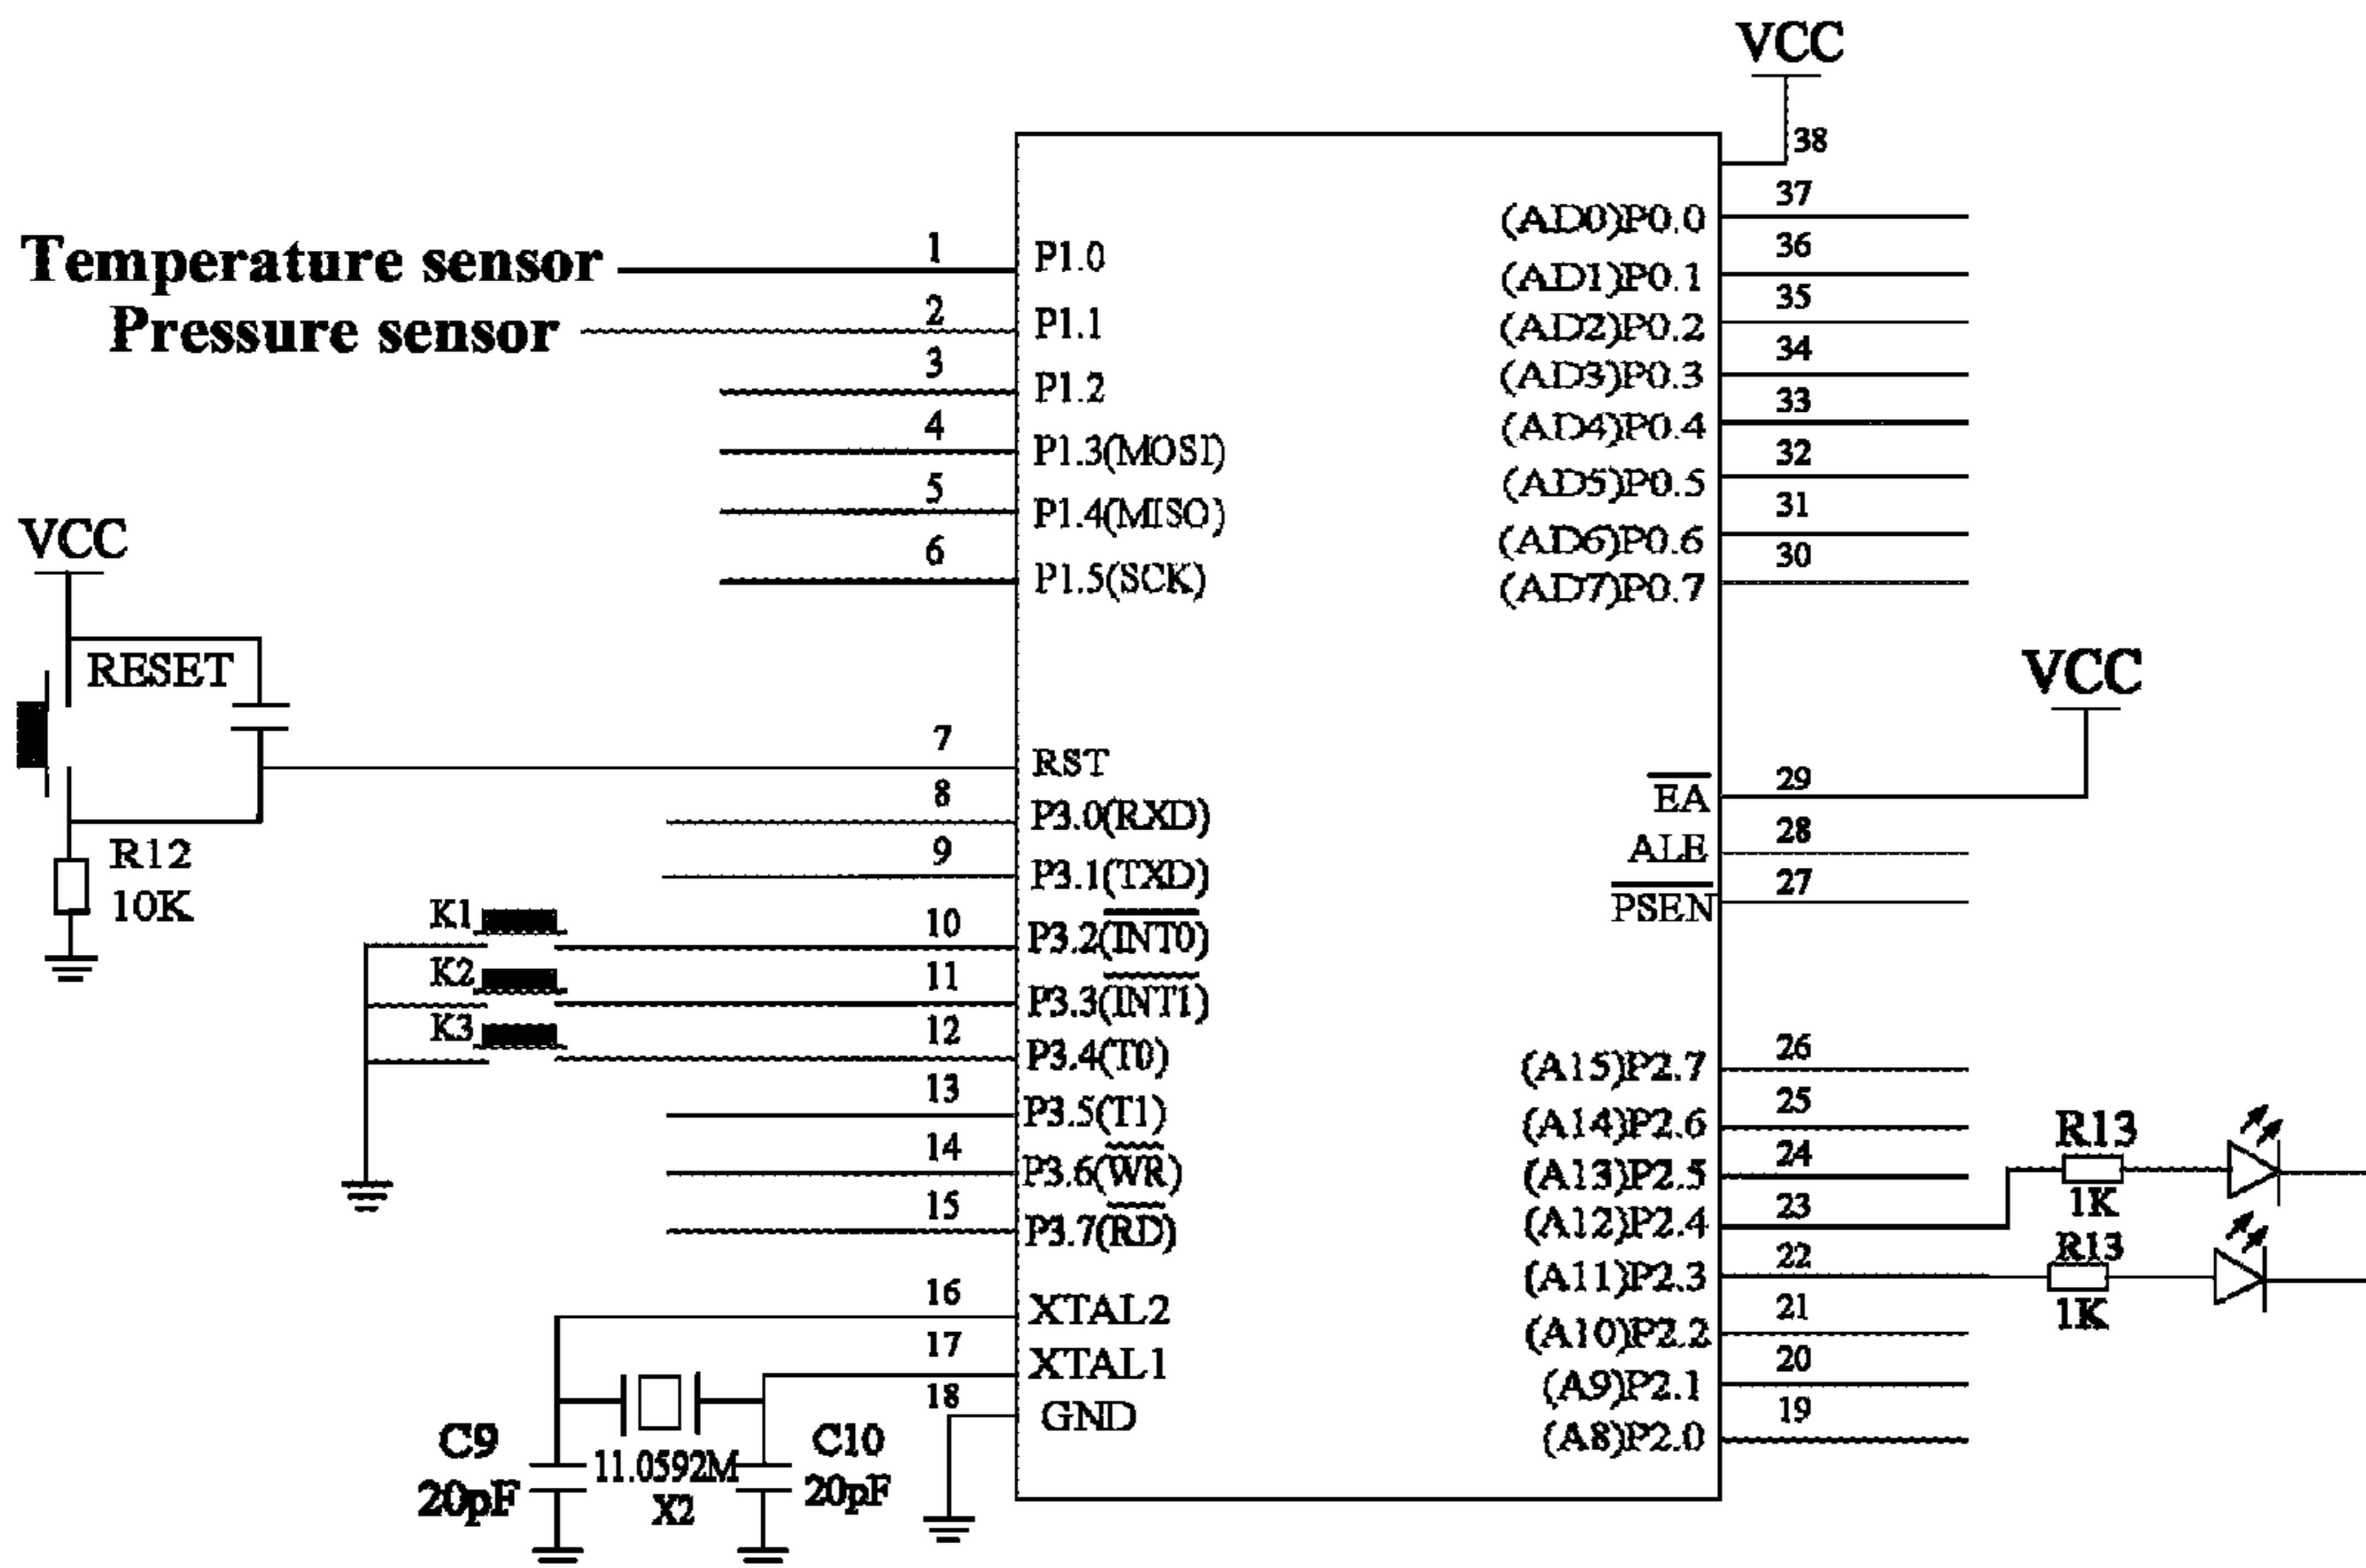 VCC
38
37
(AD0)P0.0
36
(AD1)P0.1
35
(AD2)P0.2
34
(AD3)P0.3
33
(AD4)P0.4
32
(AD5)P0.5
31
(AD6)P0.6
30
(AD7)P0.7
Temperature sensor
1
P1.0
Pressure sensor
2
P1.1
3
P1.2
4
P1.3(MOSI)
5
P1.4(MISO)
6
P1.5(SCK)
VCC
RESET
R12
10K
7
RST
8
P3.0(RXD)
9
P3.1(TXD)
K1
10
P3.2(INT0)
K2
11
P3.3(INT1)
K3
12
P3.4(T0)
13
P3.5(T1)
14
P3.6(WR)
15
P3.7(RD)
16
XTAL2
17
XTAL1
18
GND
C9
20pF
11.0592M
X2
C10
20pF
VCC
29
EA
28
ALE
27
PSEN
26
(A15)P2.7
25
(A14)P2.6
24
(A13)P2.5
23
(A12)P2.4
22
(A11)P2.3
21
(A10)P2.2
20
(A9)P2.1
19
(A8)P2.0
R13
1K
R13
1K